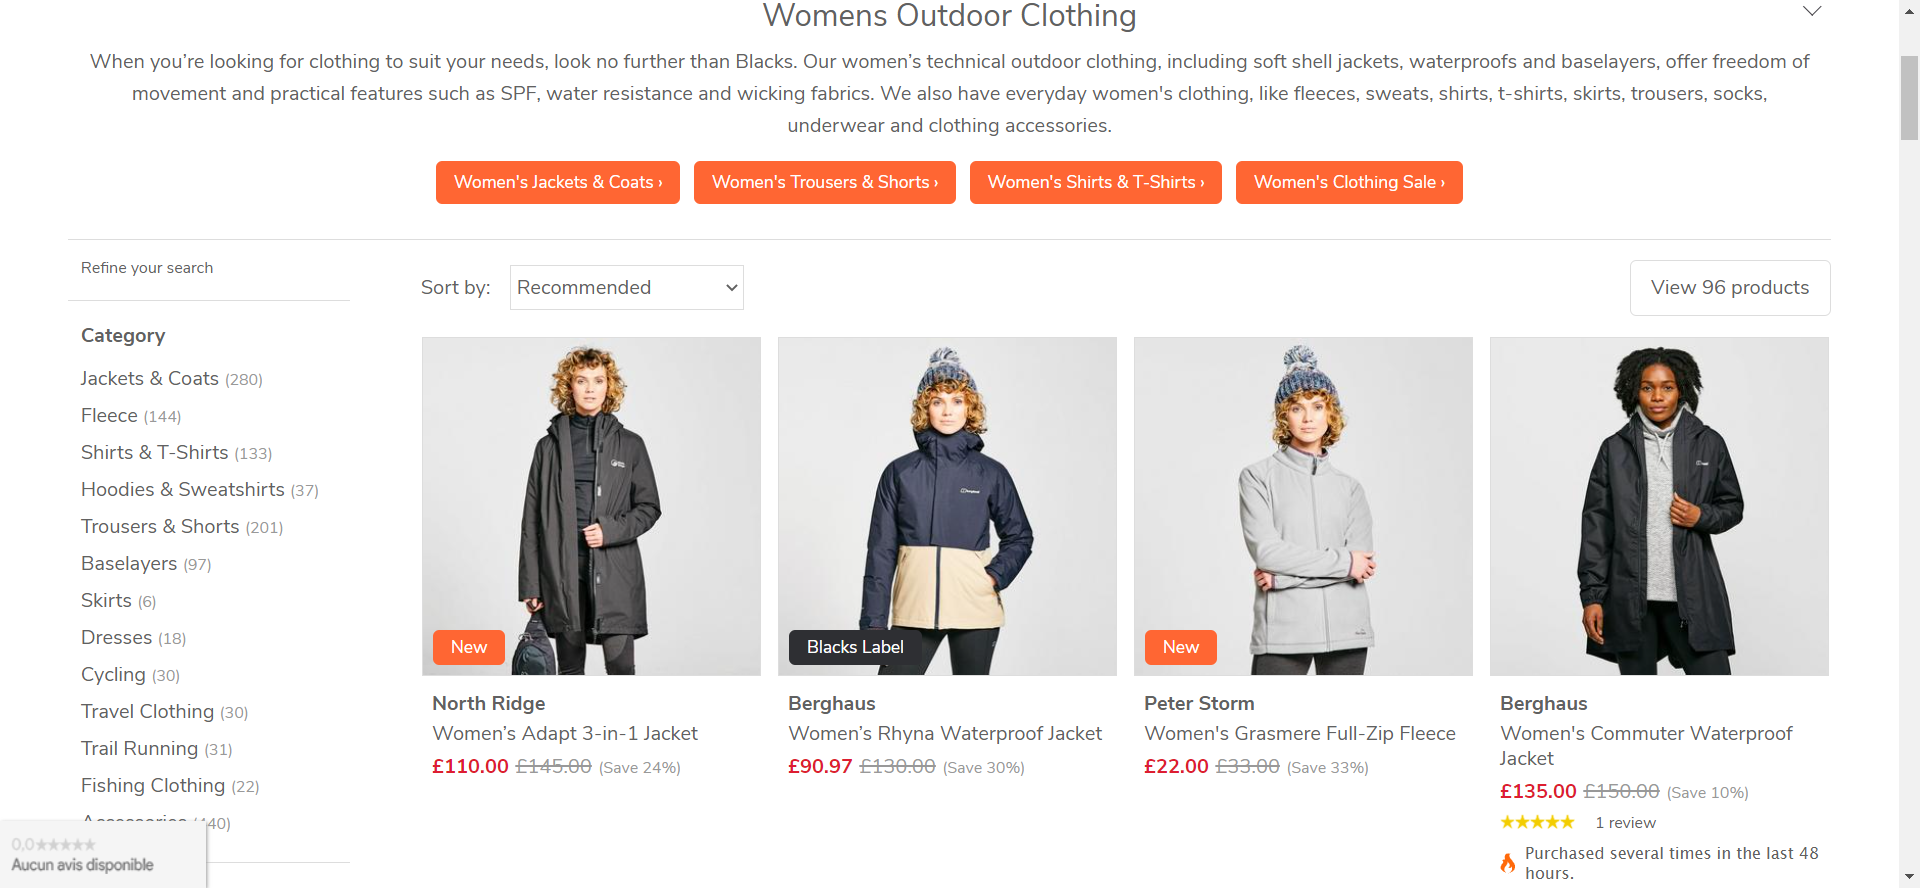 Womens Outdoor Clothing
When you’re looking for clothing to suit your needs, look no further than Blacks. Our women’s technical outdoor clothing, including soft shell jackets, waterproofs and baselayers, offer freedom of
movement and practical features such as SPF, water resistance and wicking fabrics. We also have everyday women's clothing, like fleeces, sweats, shirts, t-shirts, skirts, trousers, socks,
underwear and clothing accessories.
Women's Jackets & Coats ›
Women's Trousers & Shorts ›
Women's Shirts & T-Shirts ›
Women's Clothing Sale ›
Refine your search
Category
Jackets & Coats (280)
Fleece (144)
Shirts & T-Shirts (133)
Hoodies & Sweatshirts (37)
Trousers & Shorts (201)
Baselayers (97)
Skirts (6)
Dresses (18)
Cycling (30)
Travel Clothing (30)
Trail Running (31)
Fishing Clothing (22)
0,0★★★★★
Aucun avis disponible
Sort by: Recommended
View 96 products
New
North Ridge
Women’s Adapt 3-in-1 Jacket
£110.00 £145.00 (Save 24%)
Blacks Label
Berghaus
Women’s Rhyna Waterproof Jacket
£90.97 £130.00 (Save 30%)
New
Peter Storm
Women's Grasmere Full-Zip Fleece
£22.00 £33.00 (Save 33%)
Berghaus
Women's Commuter Waterproof
Jacket
£135.00 £150.00 (Save 10%)
★★★★★ 1 review
Purchased several times in the last 48
hours.